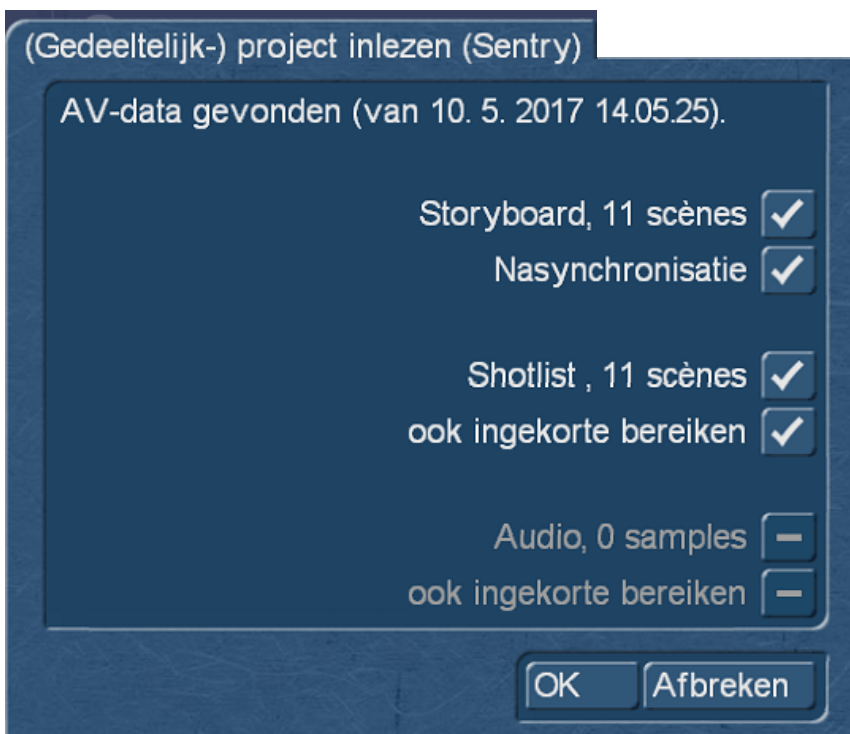 (Gedeeltelijk-) project inlezen (Sentry)
AV-data gevonden (van 10. 5. 2017 14.05.25).
Storyboard, 11 scènes
Nasynchronisatie
Shotlist , 11 scènes
ook ingekorte bereiken
Audio, 0 samples
ook ingekorte bereiken
OK Afbreken